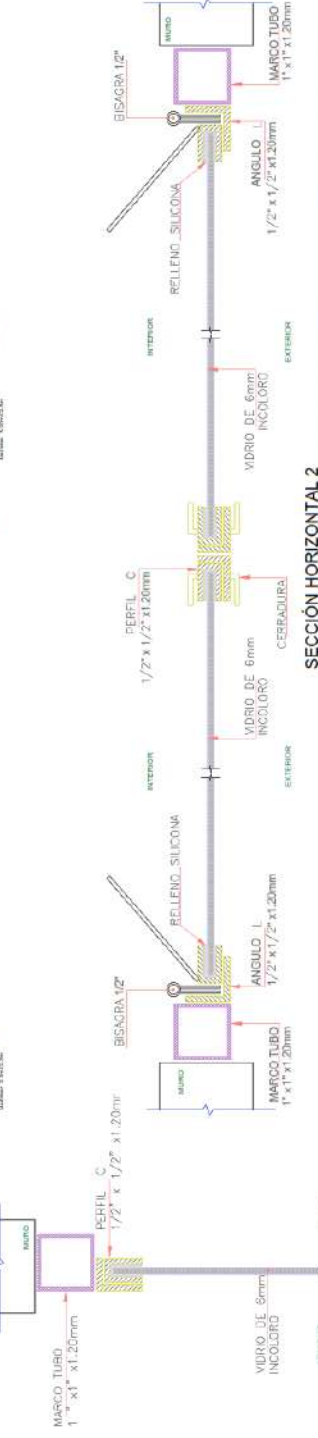 MURO
MARCO TUBO
1" x1" x1.20mm
PERFIL C
1/2" x 1/2" x1.20mm
VIDRIO DE 6mm
INCOLORO
MURO
MARCO TUBO
1" x 1" x1.20mm
BISAGRA 1/2"
ANGULO L
1/2" x 1/2" x1.20mm
RELLENO SILICONA
INTERIOR
EXTERIOR
VIDRIO DE 6mm
INCOLORO
PERFIL C
1/2" x 1/2" x1.20mm
CERRADURA
VIDRIO DE 6mm
INCOLORO
INTERIOR
EXTERIOR
RELLENO SILICONA
BISAGRA 1/2"
ANGULO L
1/2" x 1/2" x1.20mm
MURO
MARCO TUBO
1" x 1" x1.20mm
SECCIÓN HORIZONTAL 2